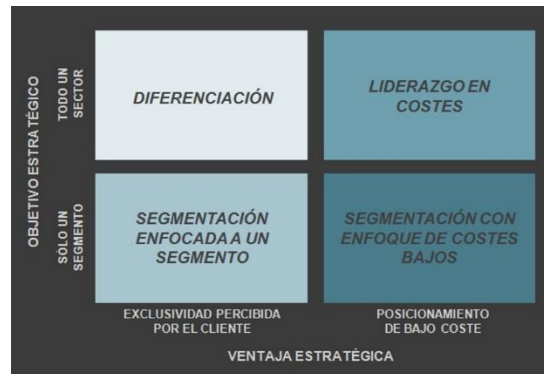 OBJETIVO ESTRATÉGICO
TODO UN
SECTOR
DIFERENCIACIÓN
LIDERAZGO EN
COSTES
SÓLO UN
SEGMENTO
SEGMENTACIÓN
ENFOCADA A UN
SEGMENTO
SEGMENTACIÓN CON
ENFOQUE DE COSTES
BAJOS
EXCLUSIVIDAD PERCIBIDA
POR EL CLIENTE
POSICIONAMIENTO
DE BAJO COSTE
VENTAJA ESTRATÉGICA